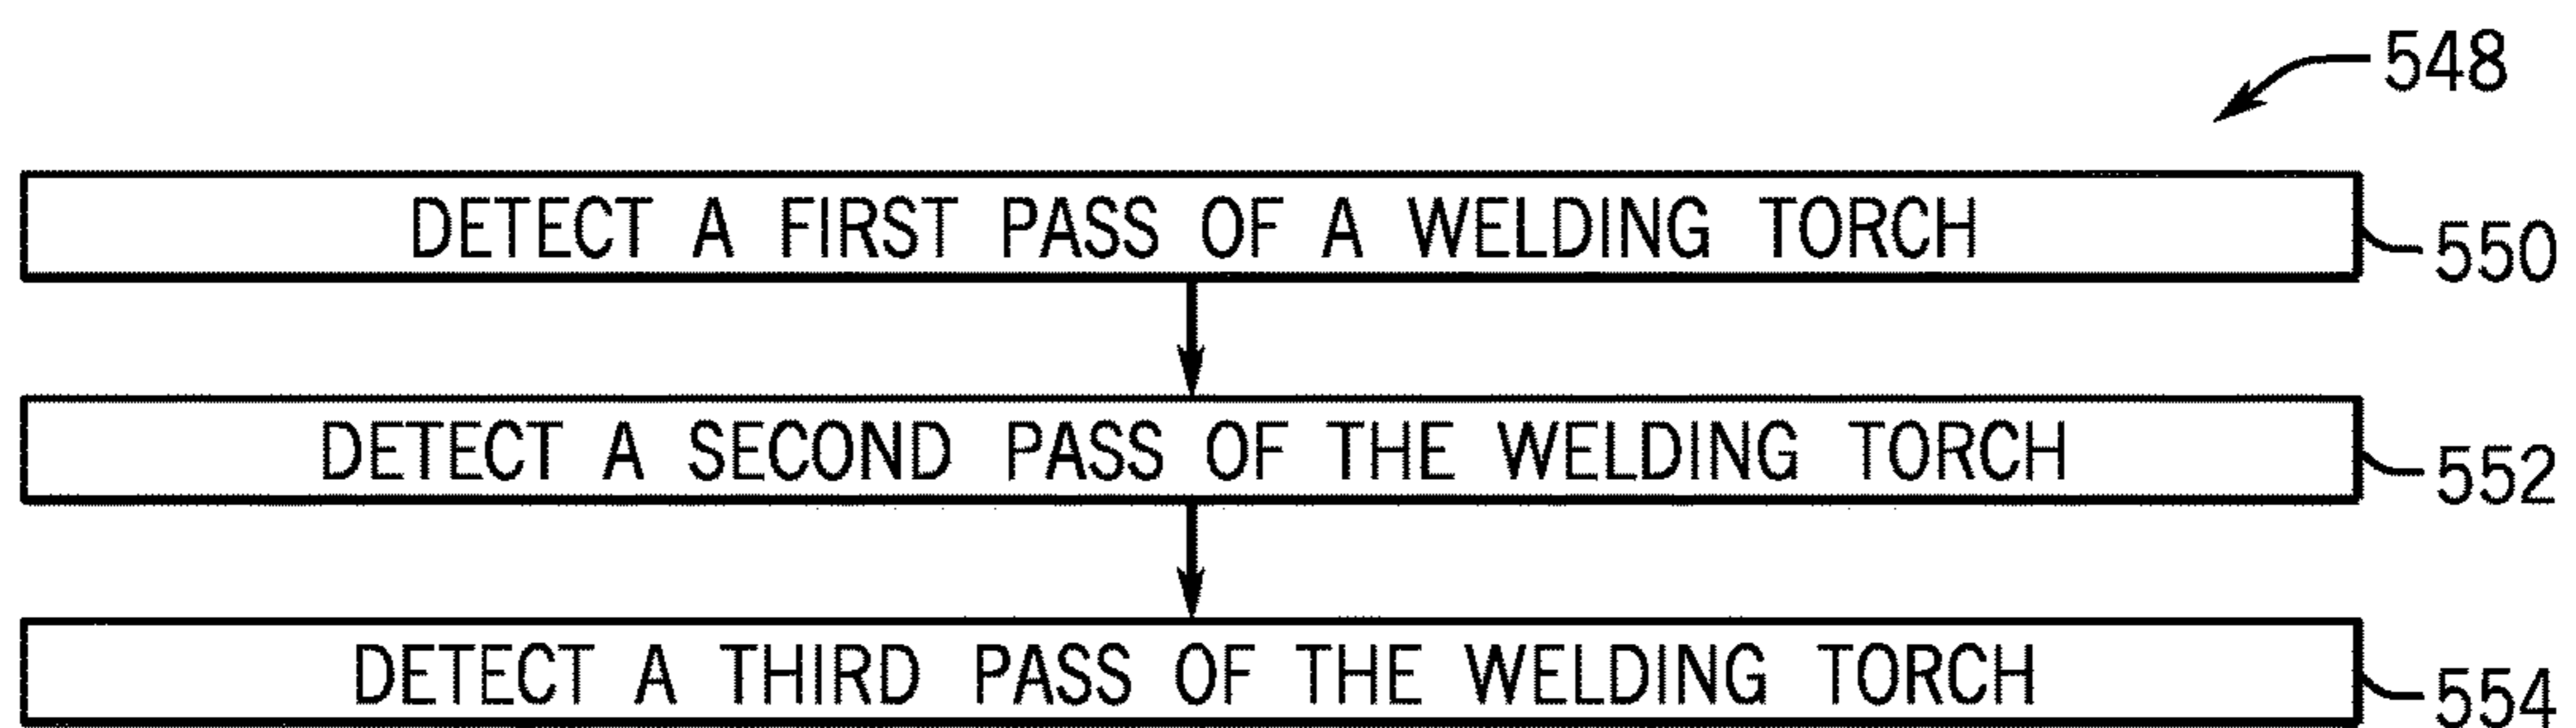 548
DETECT A FIRST PASS OF A WELDING TORCH
550
DETECT A SECOND PASS OF THE WELDING TORCH
552
DETECT A THIRD PASS OF THE WELDING TORCH
554